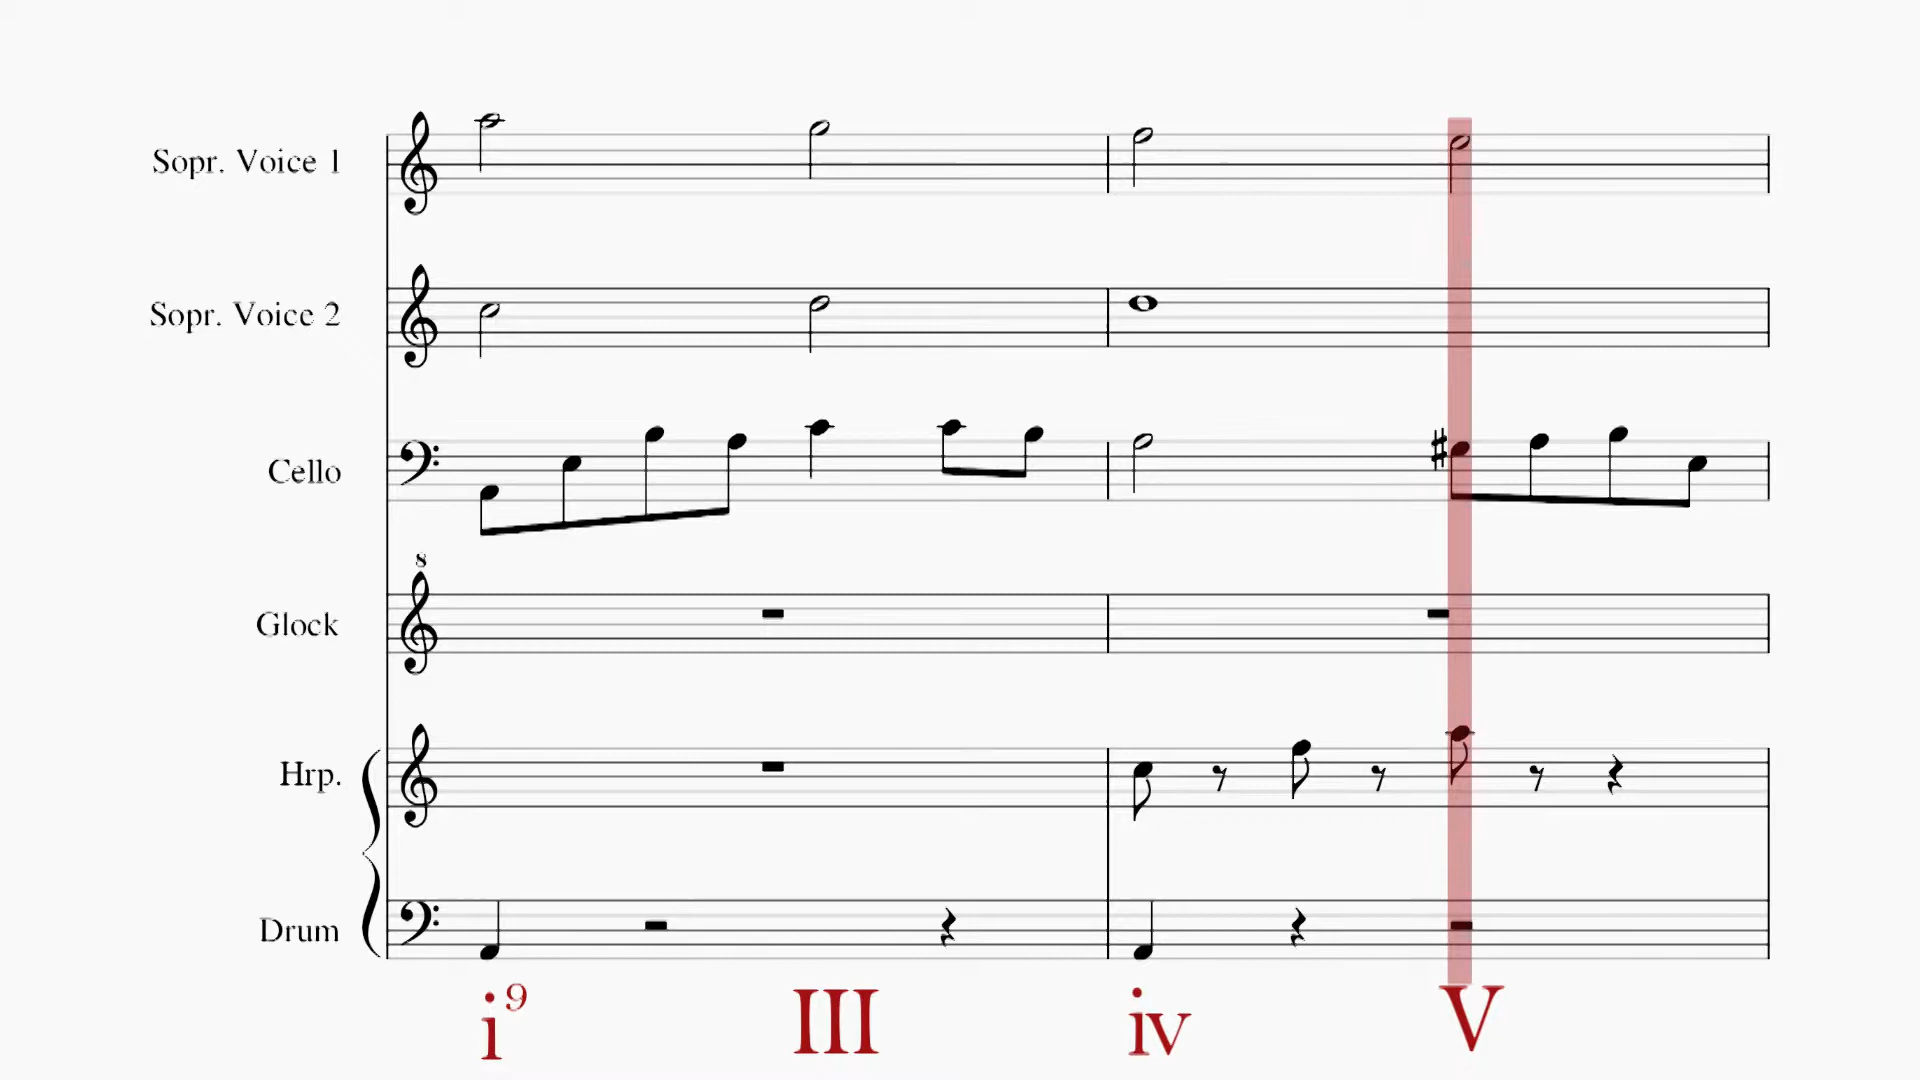 Sopr. Voice 1
Sopr. Voice 2
Cello
8
Glock
Hrp.
Drum
i9 III iv V